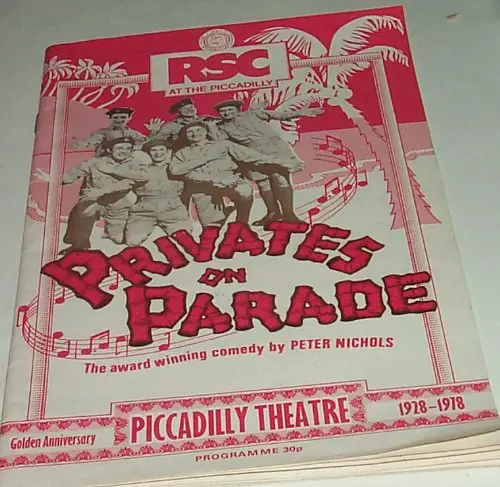 RSC
AT THE PICCADILLY
PRIVATES
ON
PARADE
The award winning comedy by PETER NICHOLS
Golden Anniversary
PICCADILLY THEATRE
1928-1978
PROGRAMME 30p